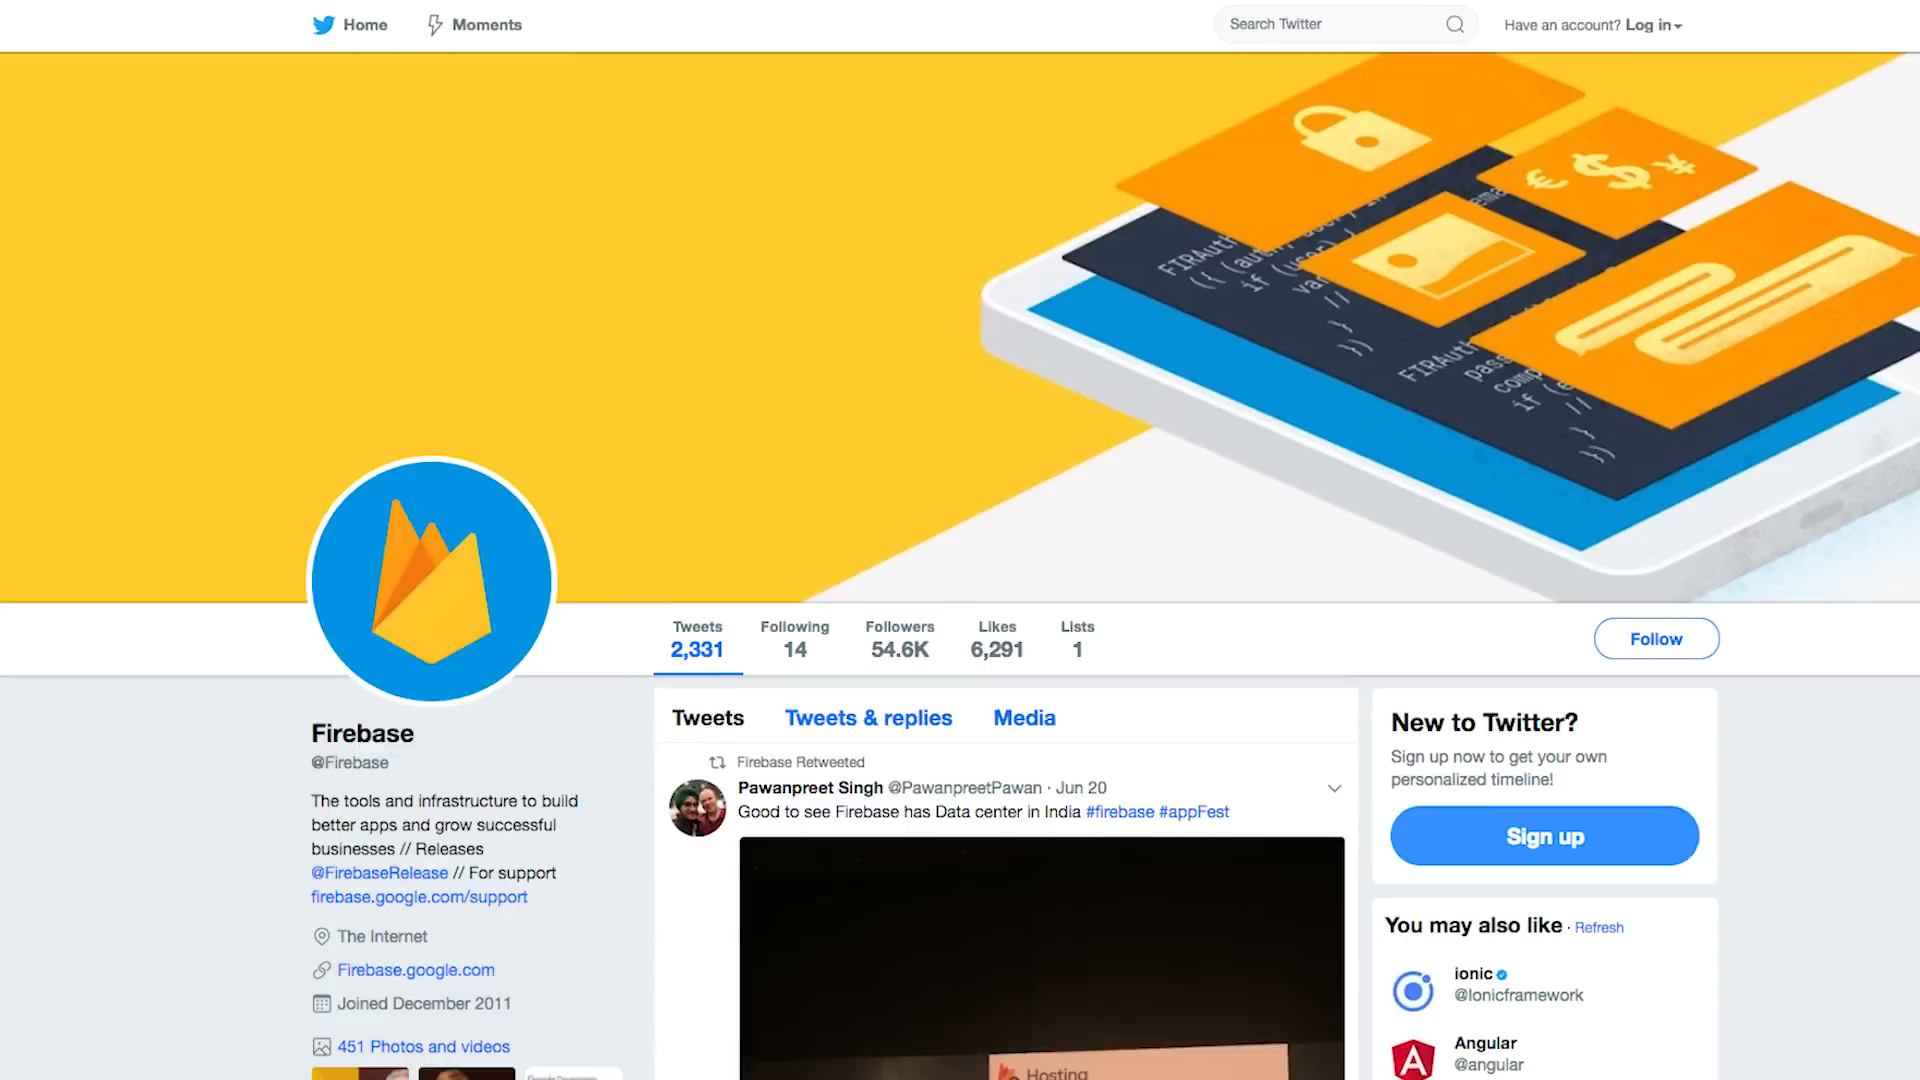 Home
Moments
Search Twitter
Have an account? Log in
FIRAuth
if (user) {
//
}
})
FIRAuth
if (e
//
}
})
Tweets
2,331
Following
14
Followers
54.6K
Likes
6,291
Lists
1
Follow
Firebase
@Firebase
The tools and infrastructure to build
better apps and grow successful
businesses // Releases
@FirebaseRelease // For support
firebase.google.com/support
The Internet
Firebase.google.com
Joined December 2011
451 Photos and videos
Tweets
Tweets & replies
Media
Firebase Retweeted
Pawanpreet Singh @PawanpreetPawan · Jun 20
Good to see Firebase has Data center in India #firebase #appFest
Hosting
New to Twitter?
Sign up now to get your own
personalized timeline!
Sign up
You may also like · Refresh
ionic
@Ionicframework
Angular
@angular